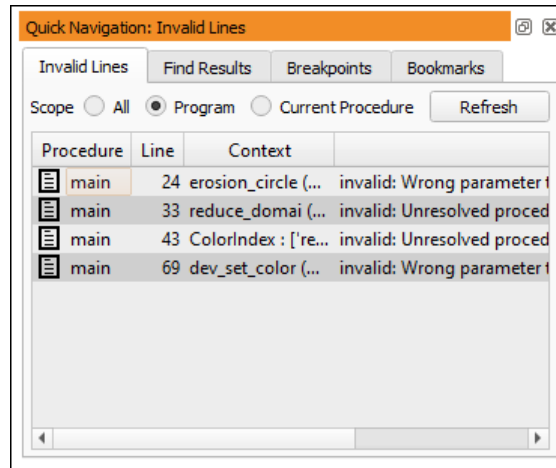 Quick Navigation: Invalid Lines
Invalid Lines Find Results Breakpoints Bookmarks
Scope All Program Current Procedure Refresh
Procedure Line Context
main 24 erosion_circle (... invalid: Wrong parameter t
main 33 reduce_domai (... invalid: Unresolved proced
main 43 ColorIndex : ['re... invalid: Unresolved proced
main 69 dev_set_color (... invalid: Wrong parameter t